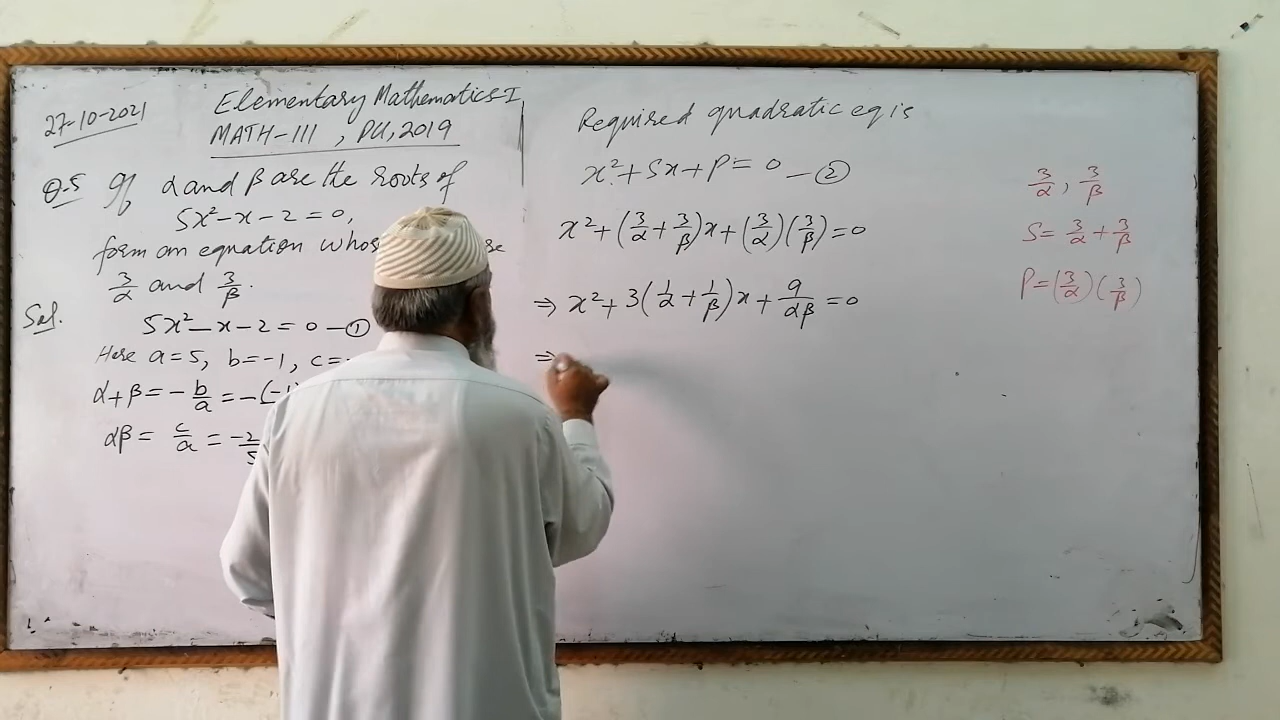 27-10-2021
Elementary Mathematics-I
MATH-III, PU, 2019
Q.5 If α and β are the roots of
5x²-x-2=0,
form an equation whos
3/α and 3/β.
Sol.
5x²-x-2=0-①
Here a=5, b=-1, c=
α+β=-b/a=-(-1)
αβ=c/a=-2/5
Required quadratic eq is
x²+Sx+P=0-②
x²+(3/α+3/β)x+(3/α)(3/β)=0
⇒ x²+3(1/α+1/β)x+9/αβ=0
⇒
3/α, 3/β
S=3/α+3/β
P=(3/α)(3/β)